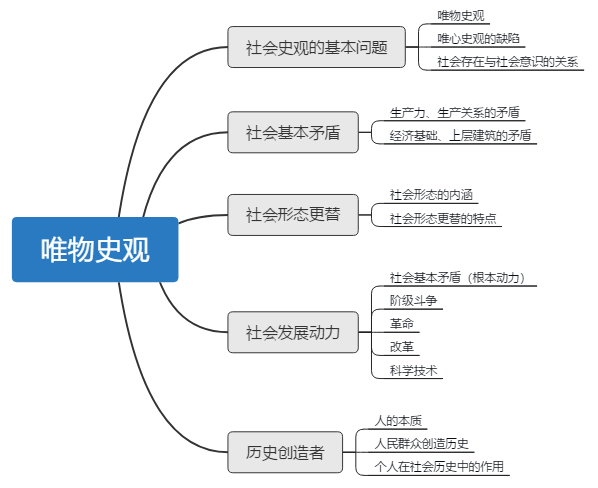 唯物史观
社会史观的基本问题
唯物史观
唯心史观的缺陷
社会存在与社会意识的关系
社会基本矛盾
生产力、生产关系的矛盾
经济基础、上层建筑的矛盾
社会形态更替
社会形态的内涵
社会形态更替的特点
社会发展动力
社会基本矛盾（根本动力）
阶级斗争
革命
改革
科学技术
历史创造者
人的本质
人民群众创造历史
个人在社会历史中的作用